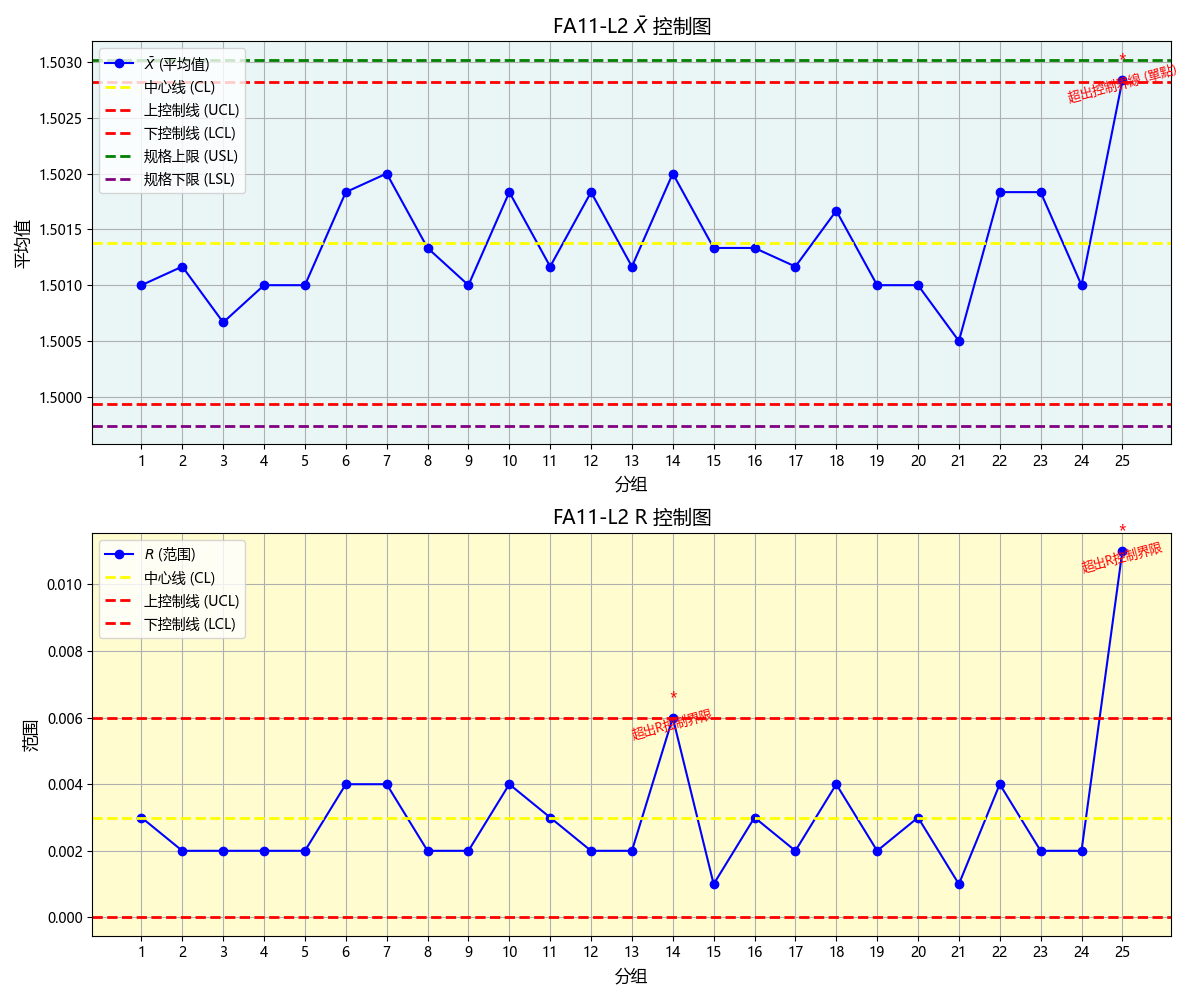 FA11-L2 X̄ 控制图
X̄ (平均值)
中心线 (CL)
上控制线 (UCL)
下控制线 (LCL)
规格上限 (USL)
规格下限 (LSL)
*
超出控制界線 (單點)
平均值
1.5030
1.5025
1.5020
1.5015
1.5010
1.5005
1.5000
1 2 3 4 5 6 7 8 9 10 11 12 13 14 15 16 17 18 19 20 21 22 23 24 25
分组
FA11-L2 R 控制图
R (范围)
中心线 (CL)
上控制线 (UCL)
下控制线 (LCL)
*
超出R控制界限
*
超出R控制界限
范围
0.010
0.008
0.006
0.004
0.002
0.000
1 2 3 4 5 6 7 8 9 10 11 12 13 14 15 16 17 18 19 20 21 22 23 24 25
分组